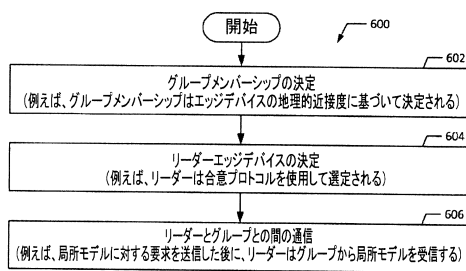 開始
600
602
グループメンバーシップの決定
(例えば、グループメンバーシップはエッジデバイスの地理的近接度に基づいて決定される)
604
リーダーエッジデバイスの決定
(例えば、リーダーは合意プロトコルを使用して選定される)
606
リーダーとグループとの間の通信
(例えば、局所モデルに対する要求を送信した後に、リーダーはグループから局所モデルを受信する)